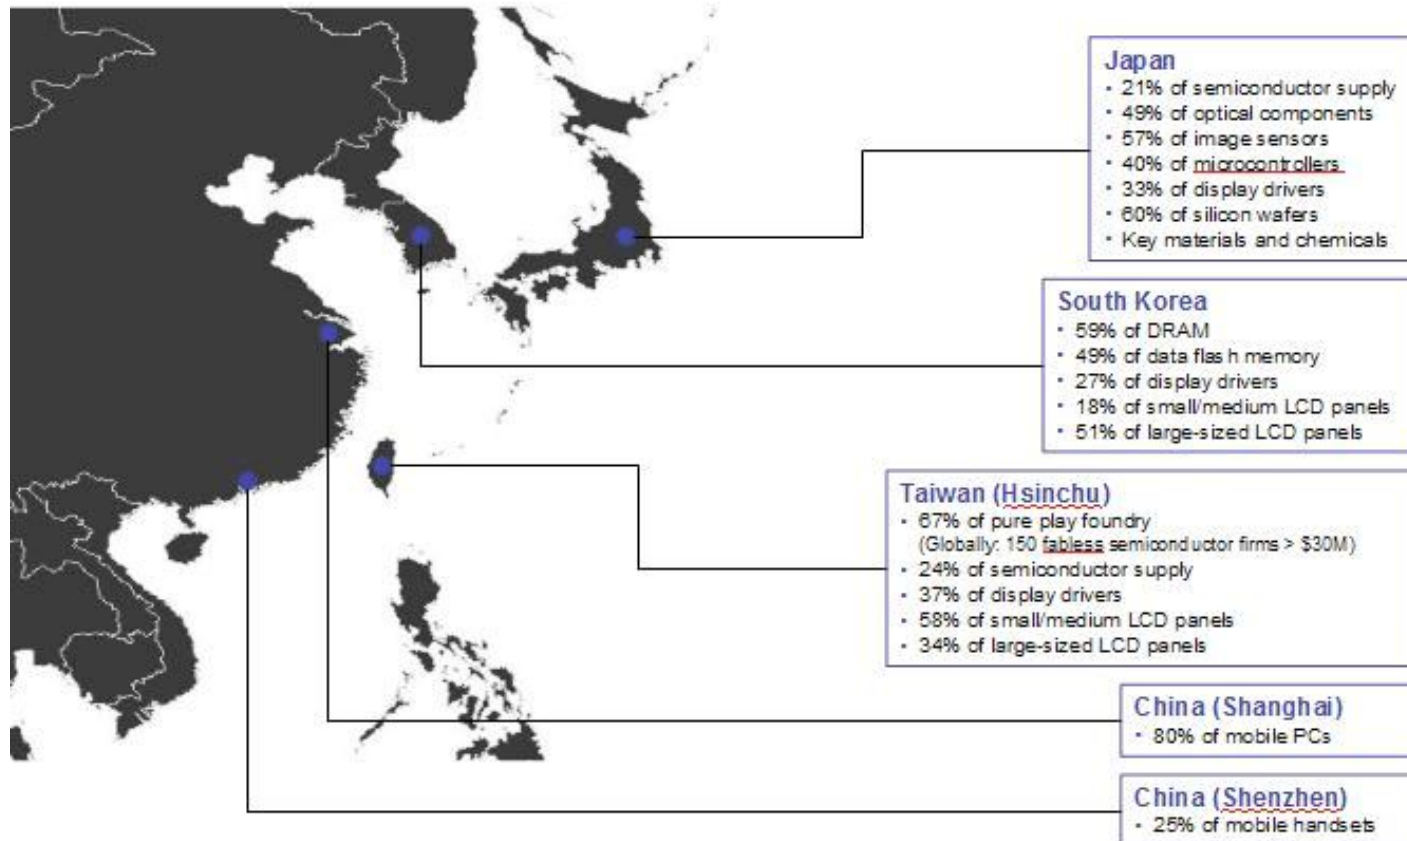 Japan
• 21% of semiconductor supply
• 49% of optical components
• 57% of image sensors
• 40% of microcontrollers
• 33% of display drivers
• 60% of silicon wafers
• Key materials and chemicals
South Korea
• 59% of DRAM
• 49% of data flash memory
• 27% of display drivers
• 18% of small/medium LCD panels
• 51% of large-sized LCD panels
Taiwan (Hsinchu)
• 67% of pure play foundry
(Globally: 150 fabless semiconductor firms > $30M)
• 24% of semiconductor supply
• 37% of display drivers
• 58% of small/medium LCD panels
• 34% of large-sized LCD panels
China (Shanghai)
• 80% of mobile PCs
China (Shenzhen)
• 25% of mobile handsets